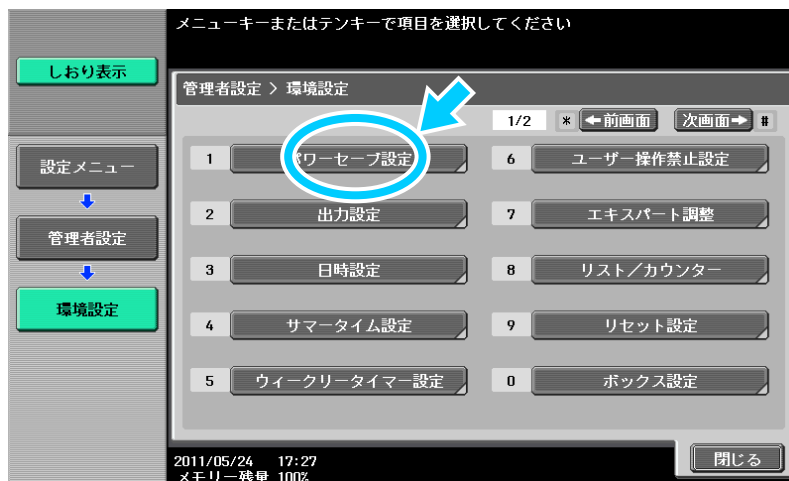 メニューキーまたはテンキーで項目を選択してください
しおり表示
管理者設定 > 環境設定
1/2 * ←前画面 次画面→ #
設定メニュー
管理者設定
環境設定
1 パワーセーブ設定
2 出力設定
3 日時設定
4 サマータイム設定
5 ウィークリータイマー設定
6 ユーザー操作禁止設定
7 エキスパート調整
8 リスト/カウンター
9 リセット設定
0 ボックス設定
2011/05/24 17:27
メモリー残量 100%
閉じる